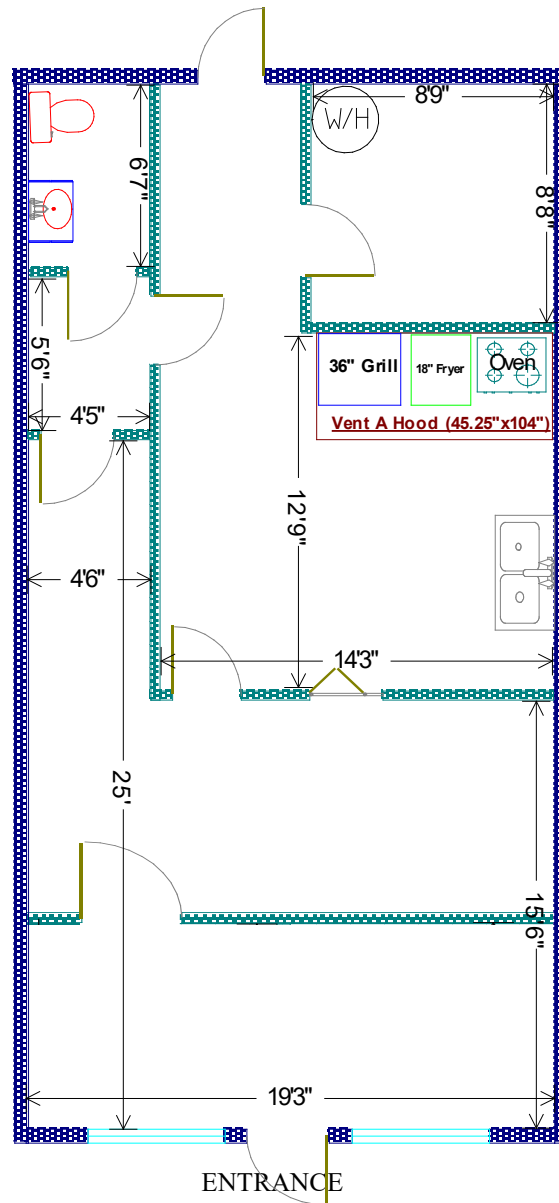 8'9"
W/H
6'7"
8'8"
36" Grill
18" Fryer
Oven
5'6"
4'5"
Vent A Hood (45.25"x104")
12'9"
4'6"
14'3"
25'
15'6"
19'3"
ENTRANCE